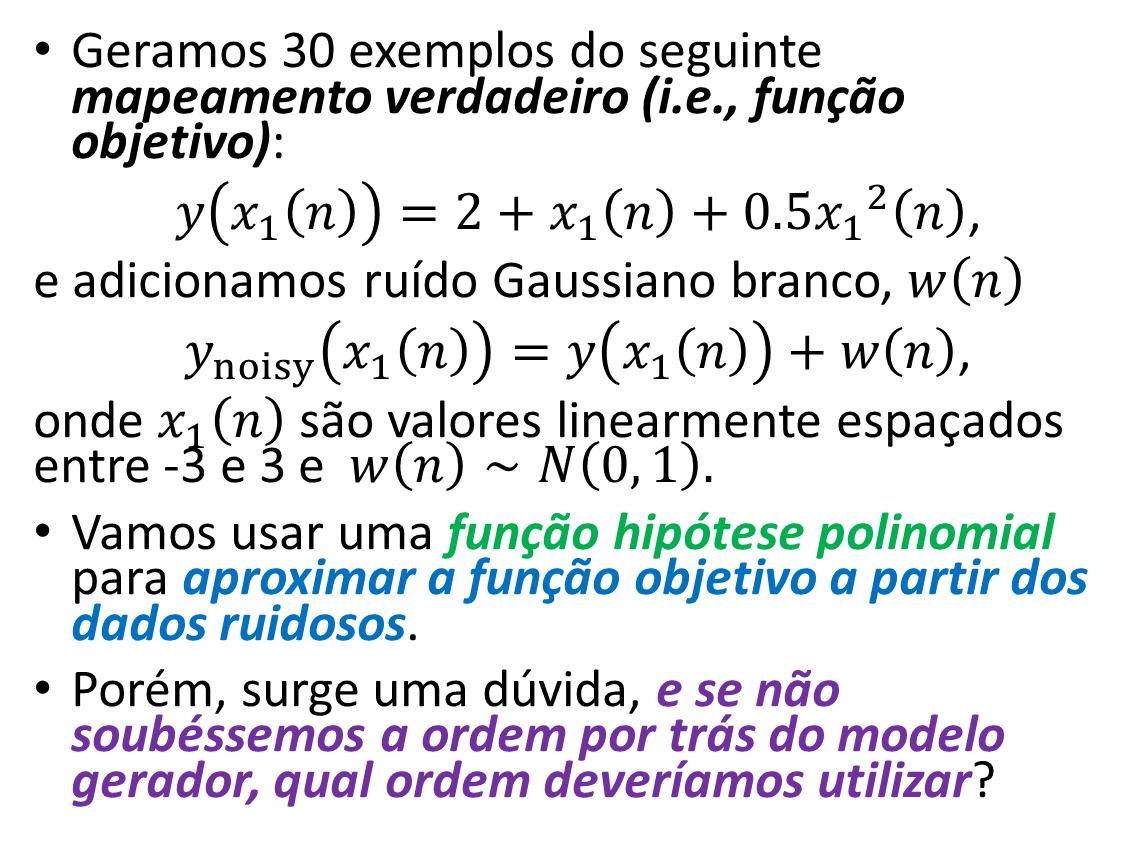 • Geramos 30 exemplos do seguinte
mapeamento verdadeiro (i.e., função
objetivo):
y(x₁(n)) = 2 + x₁(n) + 0.5x₁²(n),
e adicionamos ruído Gaussiano branco, w(n)
y_noisy(x₁(n)) = y(x₁(n)) + w(n),
onde x₁(n) são valores linearmente espaçados
entre -3 e 3 e w(n) ~ N(0, 1).
• Vamos usar uma função hipótese polinomial
para aproximar a função objetivo a partir dos
dados ruidosos.
• Porém, surge uma dúvida, e se não
soubéssemos a ordem por trás do modelo
gerador, qual ordem deveríamos utilizar?